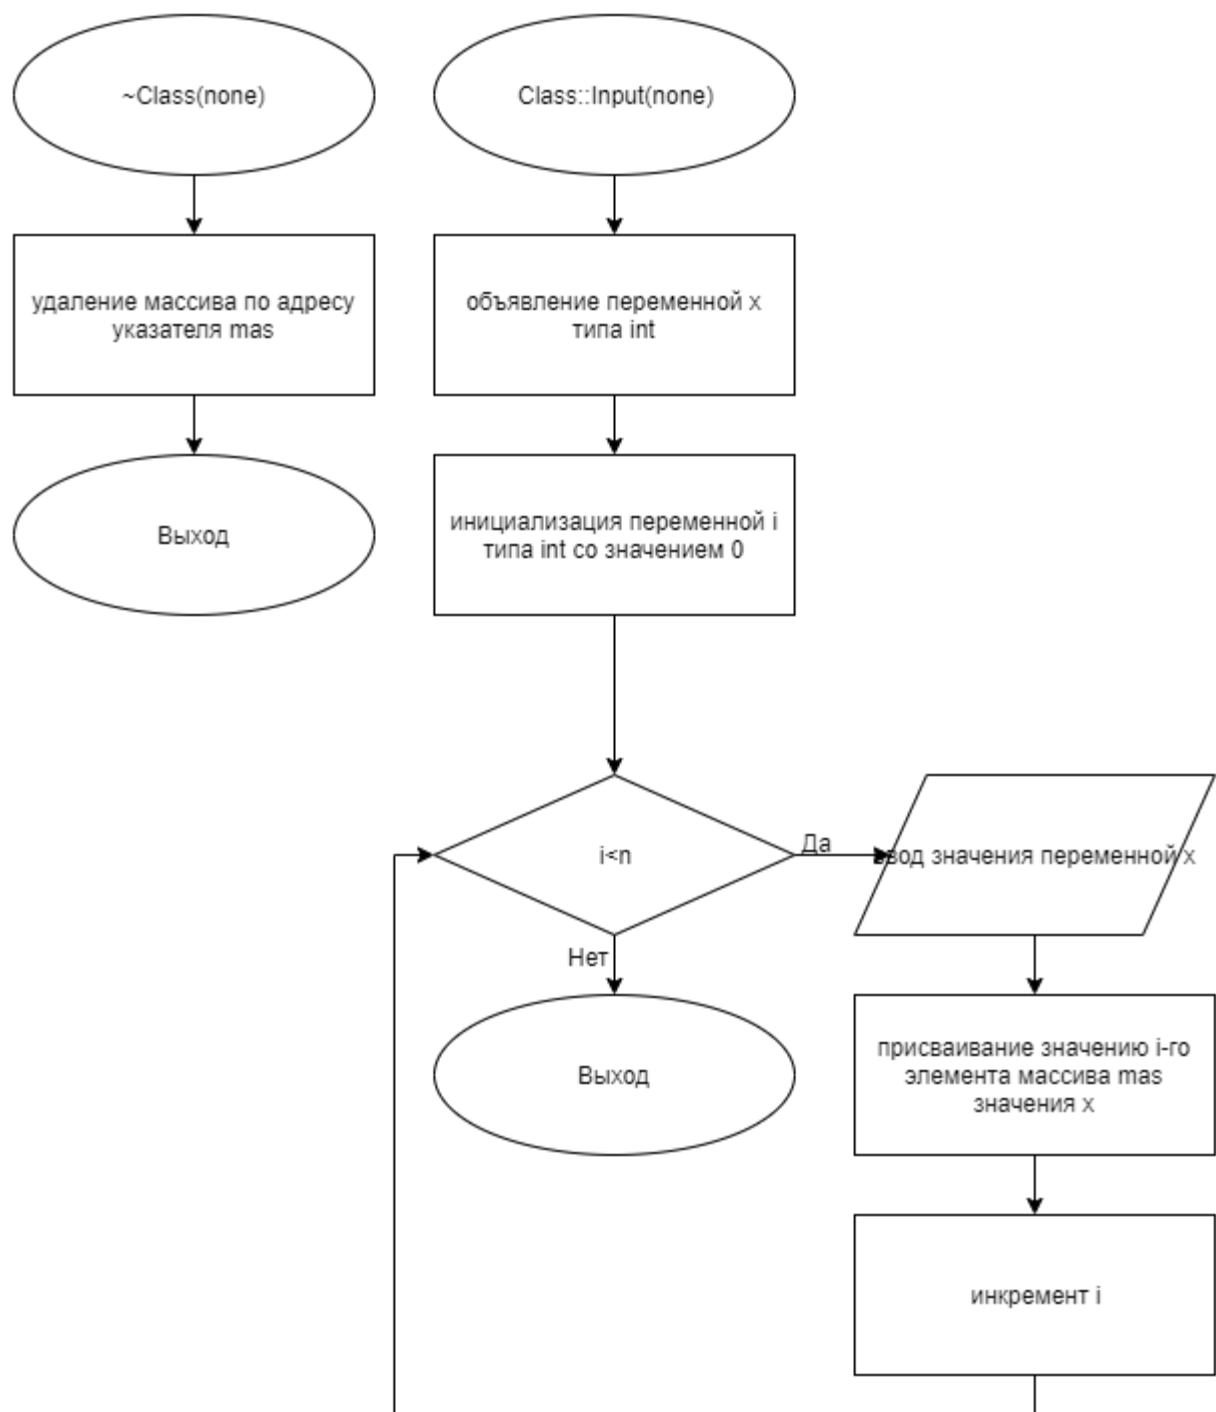 ~Class(none)
Class::Input(none)
удаление массива по адресу
указателя mas
объявление переменной x
типа int
Выход
инициализация переменной i
типа int со значением 0
i<n
Да
ввод значения переменной x
Нет
Выход
присваивание значению i-го
элемента массива mas
значения x
инкремент i